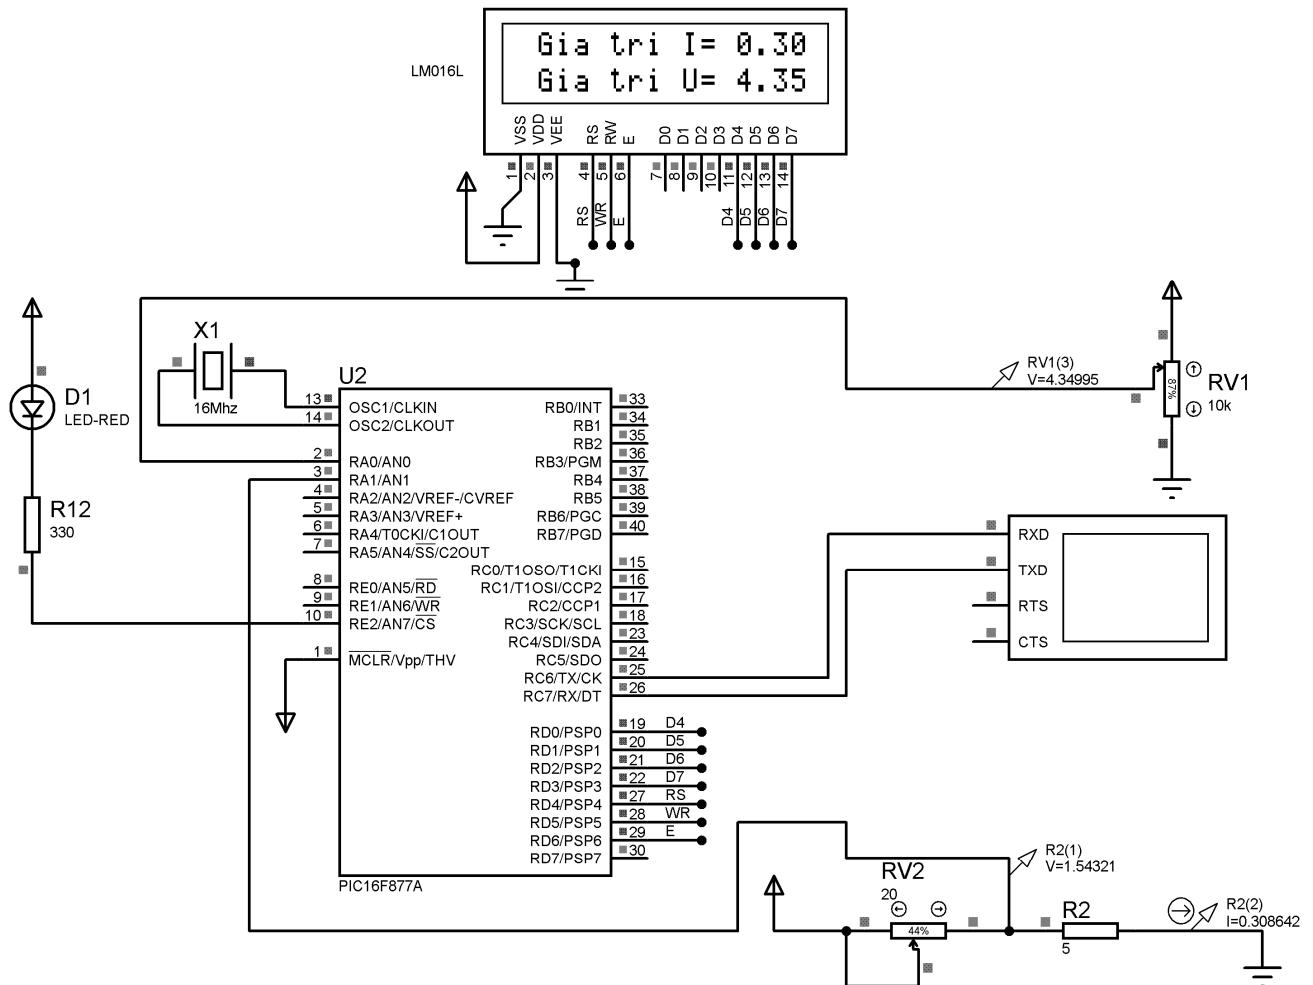 Gia tri I= 0.30
Gia tri U= 4.35
LM016L
VSS VDD VEE RS RW E D0 D1 D2 D3 D4 D5 D6 D7
1 2 3 4 5 6 7 8 9 10 11 12 13 14
RS WR E D4 D5 D6 D7
X1
16Mhz
D1
LED-RED
R12
330
U2
13 OSC1/CLKIN
14 OSC2/CLKOUT
2 RA0/AN0
3 RA1/AN1
4 RA2/AN2/VREF-/CVREF
5 RA3/AN3/VREF+
6 RA4/T0CKI/C1OUT
7 RA5/AN4/SS/C2OUT
8 RE0/AN5/RD
9 RE1/AN6/WR
10 RE2/AN7/CS
1 MCLR/Vpp/THV
RB0/INT 33
RB1 34
RB2 35
RB3/PGM 36
RB4 37
RB5 38
RB6/PGC 39
RB7/PGD 40
RC0/T1OSO/T1CKI 15
RC1/T1OSI/CCP2 16
RC2/CCP1 17
RC3/SCK/SCL 18
RC4/SDI/SDA 23
RC5/SDO 24
RC6/TX/CK 25
RC7/RX/DT 26
RD0/PSP0 19 D4
RD1/PSP1 20 D5
RD2/PSP2 21 D6
RD3/PSP3 22 D7
RD4/PSP4 27 RS
RD5/PSP5 28 WR
RD6/PSP6 29 E
RD7/PSP7 30
PIC16F877A
RV1(3)
V=4.34995
87%
RV1
10k
RXD
TXD
RTS
CTS
R2(1)
V=1.54321
RV2
20
44%
R2
5
R2(2)
I=0.308642